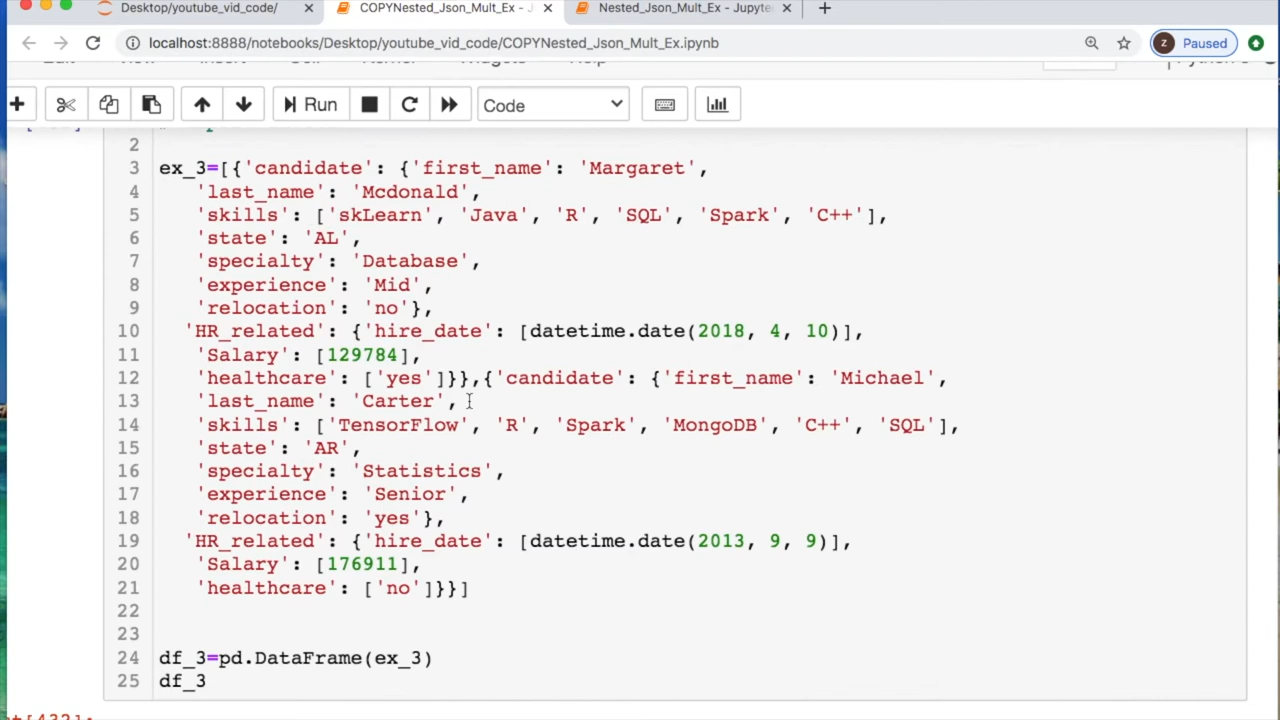 Desktop/youtube_vid_code/
COPYNested_Json_Mult_Ex - J
Nested_Json_Mult_Ex - Jupyte
localhost:8888/notebooks/Desktop/youtube_vid_code/COPYNested_Json_Mult_Ex.ipynb
Z Paused
Run
Code
2
3 ex_3=[{'candidate': {'first_name': 'Margaret',
4 'last_name': 'Mcdonald',
5 'skills': ['skLearn', 'Java', 'R', 'SQL', 'Spark', 'C++'],
6 'state': 'AL',
7 'specialty': 'Database',
8 'experience': 'Mid',
9 'relocation': 'no'},
10 'HR_related': {'hire_date': [datetime.date(2018, 4, 10)],
11 'Salary': [129784],
12 'healthcare': ['yes']}},{'candidate': {'first_name': 'Michael',
13 'last_name': 'Carter',
14 'skills': ['TensorFlow', 'R', 'Spark', 'MongoDB', 'C++', 'SQL'],
15 'state': 'AR',
16 'specialty': 'Statistics',
17 'experience': 'Senior',
18 'relocation': 'yes'},
19 'HR_related': {'hire_date': [datetime.date(2013, 9, 9)],
20 'Salary': [176911],
21 'healthcare': ['no']}}]
22
23
24 df_3=pd.DataFrame(ex_3)
25 df_3